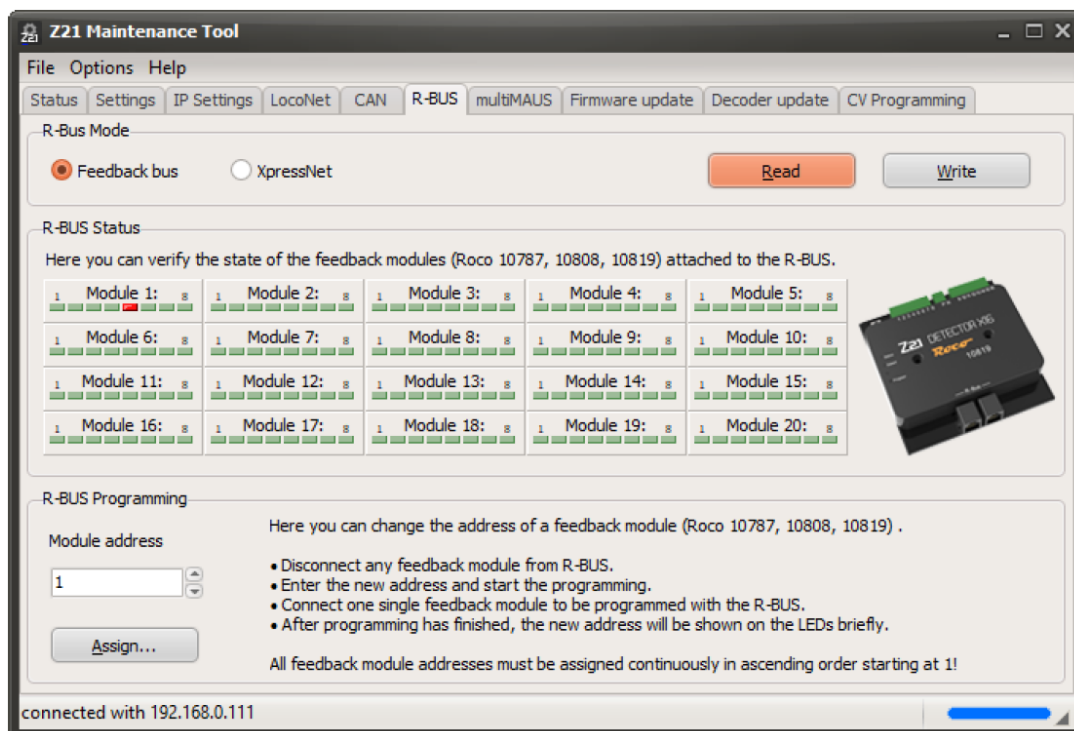 Z21 Maintenance Tool
File Options Help
Status Settings IP Settings LocoNet CAN R-BUS multiMAUS Firmware update Decoder update CV Programming
R-Bus Mode
Feedback bus XpressNet Read Write
R-BUS Status
Here you can verify the state of the feedback modules (Roco 10787, 10808, 10819) attached to the R-BUS.
1 Module 1: 8 1 Module 2: 8 1 Module 3: 8 1 Module 4: 8 1 Module 5: 8
1 Module 6: 8 1 Module 7: 8 1 Module 8: 8 1 Module 9: 8 1 Module 10: 8
1 Module 11: 8 1 Module 12: 8 1 Module 13: 8 1 Module 14: 8 1 Module 15: 8
1 Module 16: 8 1 Module 17: 8 1 Module 18: 8 1 Module 19: 8 1 Module 20: 8
Z21 DETECTOR X16
Roco 10819
R-BUS Programming
Module address
1
Assign...
Here you can change the address of a feedback module (Roco 10787, 10808, 10819) .
• Disconnect any feedback module from R-BUS.
• Enter the new address and start the programming.
• Connect one single feedback module to be programmed with the R-BUS.
• After programming has finished, the new address will be shown on the LEDs briefly.
All feedback module addresses must be assigned continuously in ascending order starting at 1!
connected with 192.168.0.111